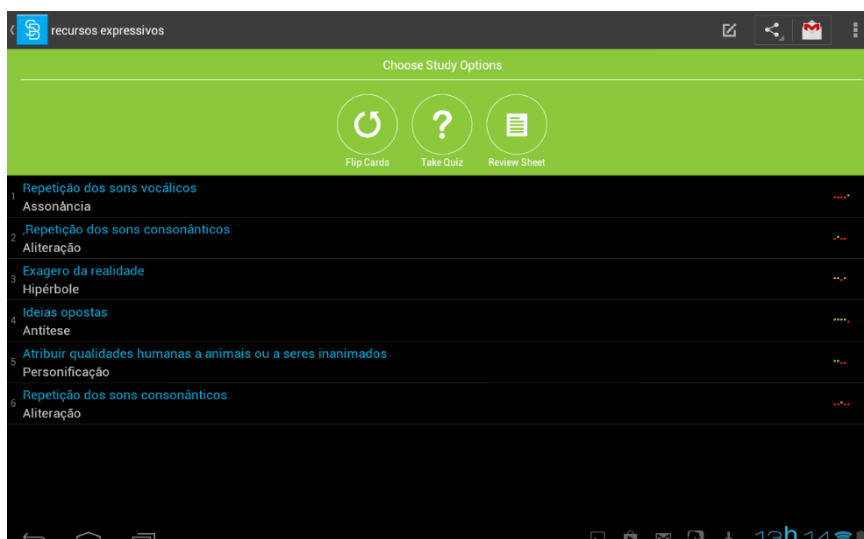 recursos expressivos
Choose Study Options
Flip Cards Take Quiz Review Sheet
1 Repetição dos sons vocálicos
Assonância
2 ,Repetição dos sons consonânticos
Aliteração
3 Exagero da realidade
Hipérbole
4 Ideias opostas
Antítese
5 Atribuir qualidades humanas a animais ou a seres inanimados
Personificação
6 Repetição dos sons consonânticos
Aliteração
13h14